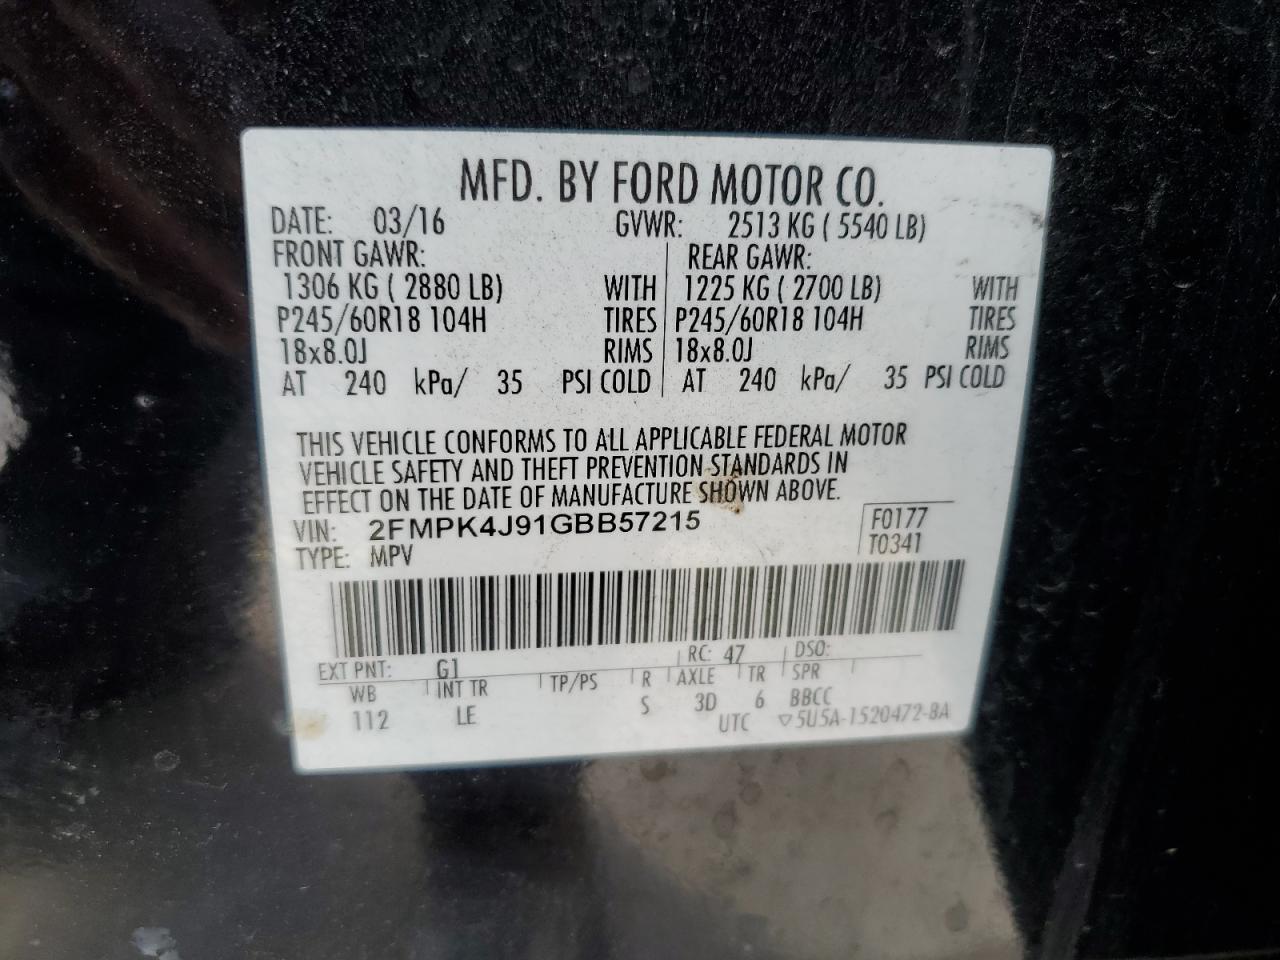 MFD. BY FORD MOTOR CO.
DATE: 03/16 GVWR: 2513 KG ( 5540 LB)
FRONT GAWR: REAR GAWR:
1306 KG ( 2880 LB) WITH 1225 KG ( 2700 LB) WITH
P245/60R18 104H TIRES P245/60R18 104H TIRES
18x8.0J RIMS 18x8.0J RIMS
AT 240 kPa/ 35 PSI COLD AT 240 kPa/ 35 PSI COLD
THIS VEHICLE CONFORMS TO ALL APPLICABLE FEDERAL MOTOR
VEHICLE SAFETY AND THEFT PREVENTION STANDARDS IN
EFFECT ON THE DATE OF MANUFACTURE SHOWN ABOVE.
VIN: 2FMPK4J91GBB57215 F0177
TYPE: MPV T0341
EXT PNT: G1 RC: 47 DSO:
WB INT TR TP/PS R AXLE TR SPR
112 LE S 3D 6 BBCC
UTC ▽5U5A-1520472-BA